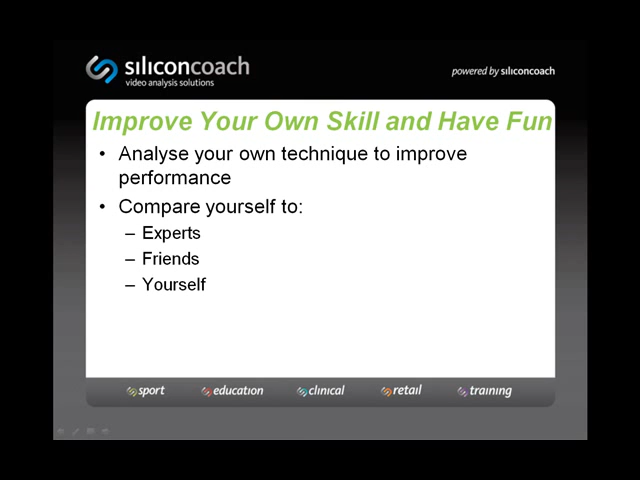 siliconcoach
video analysis solutions
powered by siliconcoach
Improve Your Own Skill and Have Fun
• Analyse your own technique to improve
performance
• Compare yourself to:
– Experts
– Friends
– Yourself
sport education clinical retail training